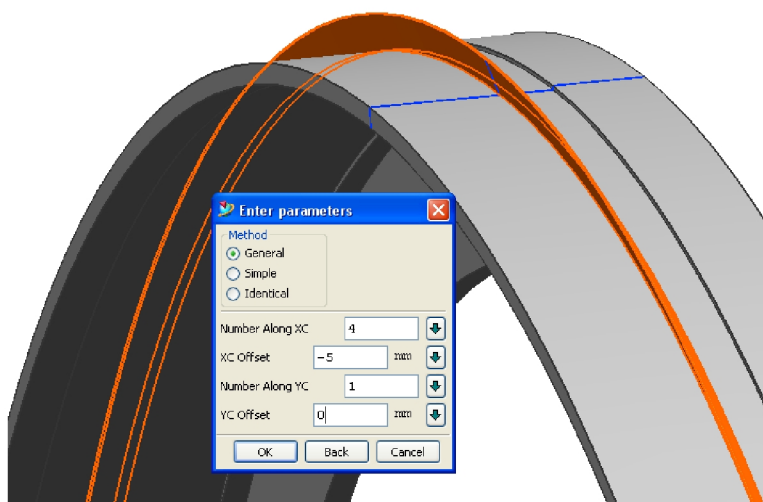 Enter parameters
Method
General
Simple
Identical
Number Along XC 4
XC Offset -5 mm
Number Along YC 1
YC Offset 0 mm
OK Back Cancel